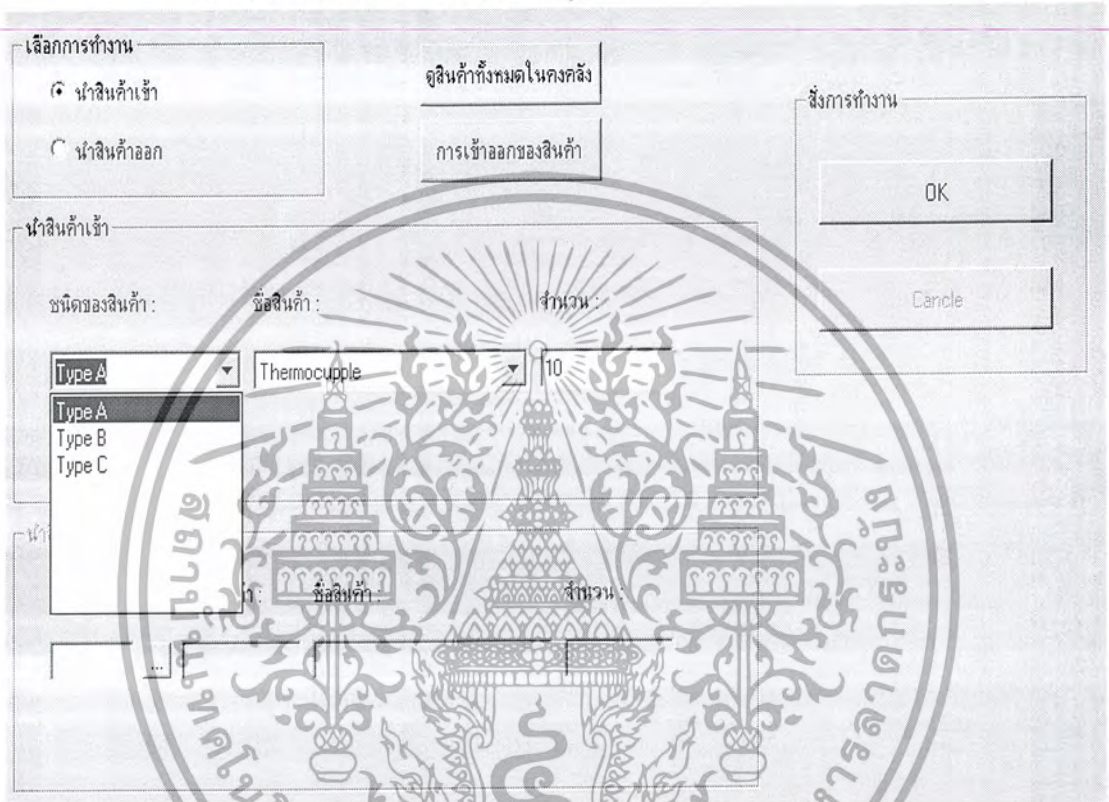 เลือกการทำงาน
นำสินค้าเข้า
นำสินค้าออก
ดูสินค้าทั้งหมดในคงคลัง
การเข้าออกของสินค้า
สั่งการทำงาน
OK
Cancle
นำสินค้าเข้า
ชนิดของสินค้า :
ชื่อสินค้า :
จำนวน :
Type A
Thermocupple
10
Type A
Type B
Type C
ชื่อสินค้า :
จำนวน :
...